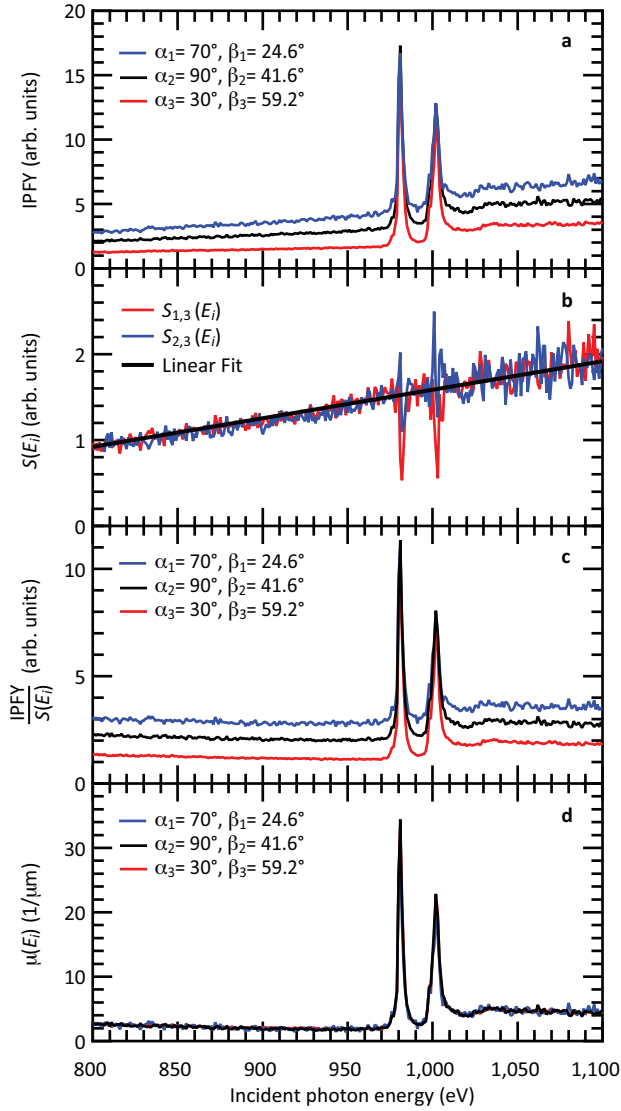 a
α₁= 70°, β₁= 24.6°
α₂= 90°, β₂= 41.6°
α₃= 30°, β₃= 59.2°
IPFY (arb. units)
20
15
10
5
0
b
S₁,₃ (Eᵢ)
S₂,₃ (Eᵢ)
Linear Fit
S(Eᵢ) (arb. units)
2
1
0
c
α₁= 70°, β₁= 24.6°
α₂= 90°, β₂= 41.6°
α₃= 30°, β₃= 59.2°
IPFY
S(Eᵢ)
(arb. units)
10
5
0
d
α₁= 70°, β₁= 24.6°
α₂= 90°, β₂= 41.6°
α₃= 30°, β₃= 59.2°
μ(Eᵢ) (1/μm)
30
20
10
0
800 850 900 950 1,000 1,050 1,100
Incident photon energy (eV)